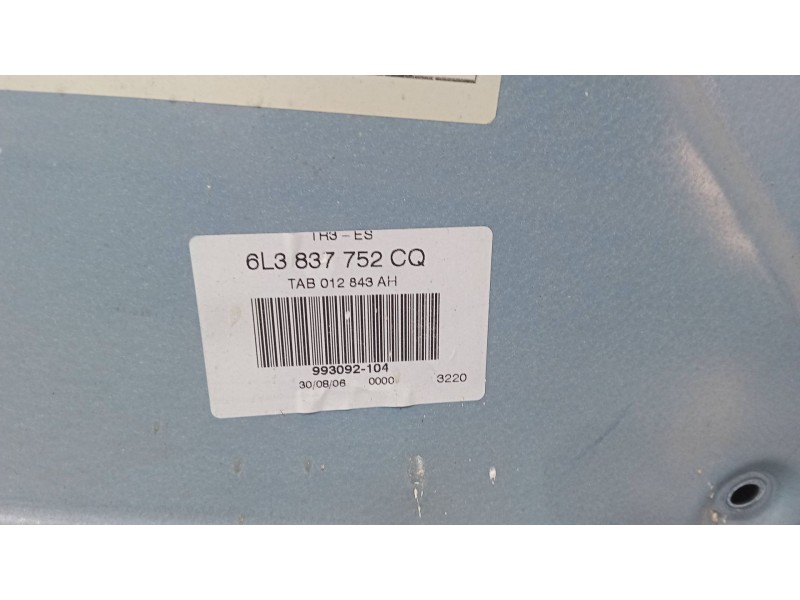 TR3 - ES
6L3 837 752 CQ
TAB 012 843 AH
993092-104
30/08/06 0000 3220